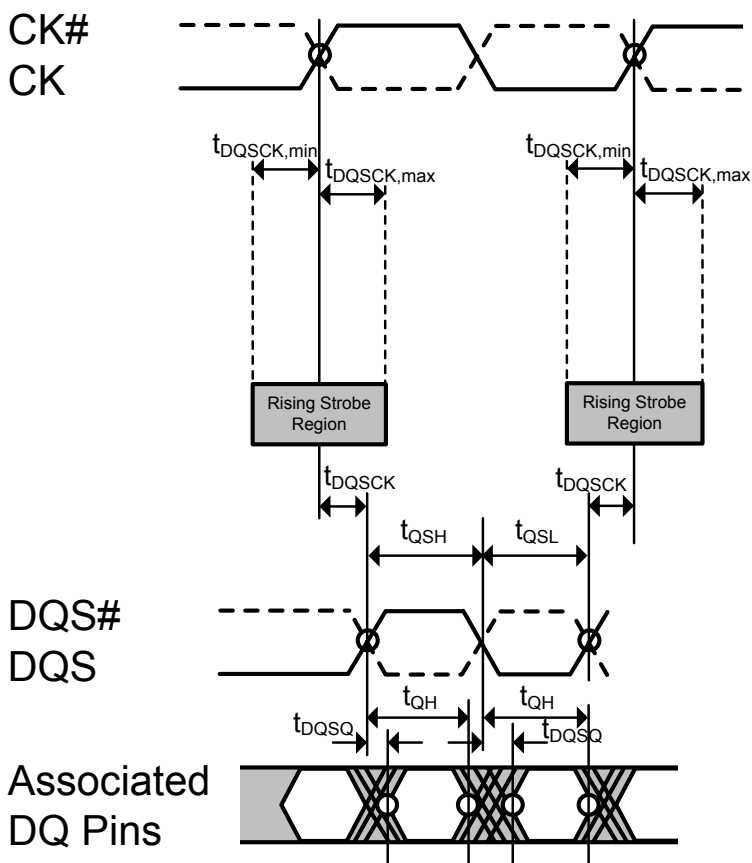 CK#
CK
tDQSCK,min
tDQSCK,max
tDQSCK,min
tDQSCK,max
Rising Strobe
Region
Rising Strobe
Region
tDQSCK
tDQSCK
tQSH
tQSL
DQS#
DQS
tQH
tQH
tDQSQ
tDQSQ
Associated
DQ Pins